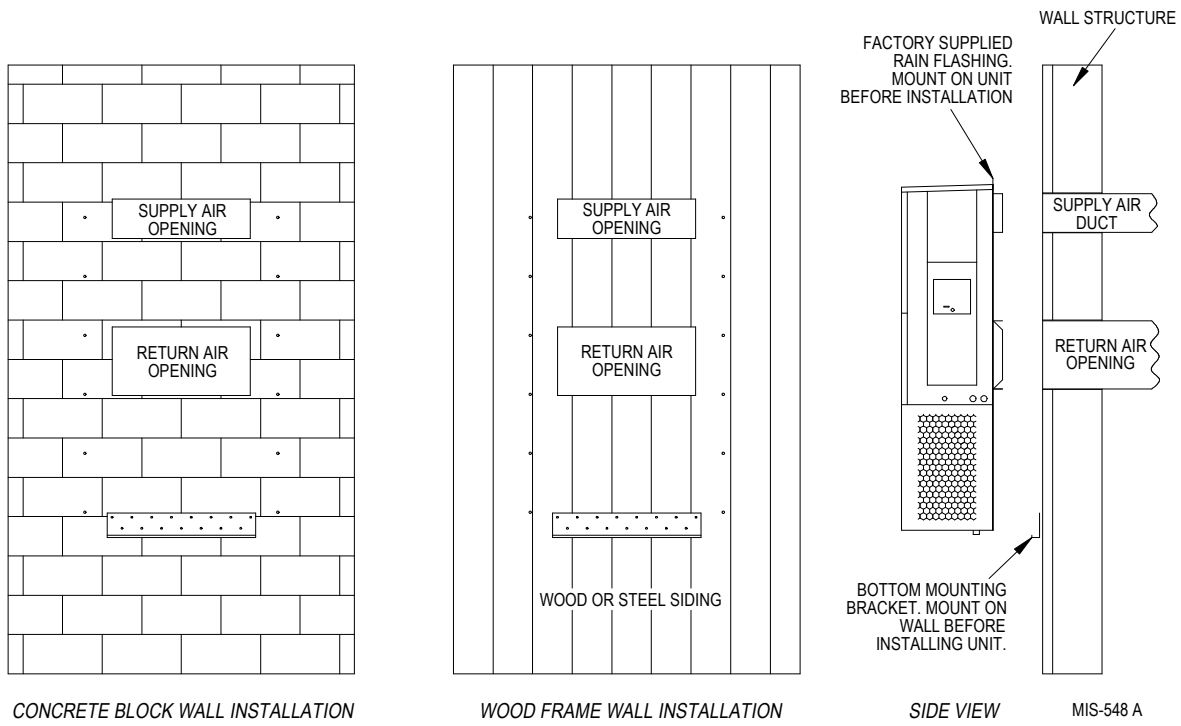 WALL STRUCTURE
FACTORY SUPPLIED
RAIN FLASHING.
MOUNT ON UNIT
BEFORE INSTALLATION
SUPPLY AIR
OPENING
RETURN AIR
OPENING
SUPPLY AIR
OPENING
RETURN AIR
OPENING
WOOD OR STEEL SIDING
SUPPLY AIR
DUCT
RETURN AIR
OPENING
BOTTOM MOUNTING
BRACKET. MOUNT ON
WALL BEFORE
INSTALLING UNIT.
CONCRETE BLOCK WALL INSTALLATION
WOOD FRAME WALL INSTALLATION
SIDE VIEW
MIS-548 A